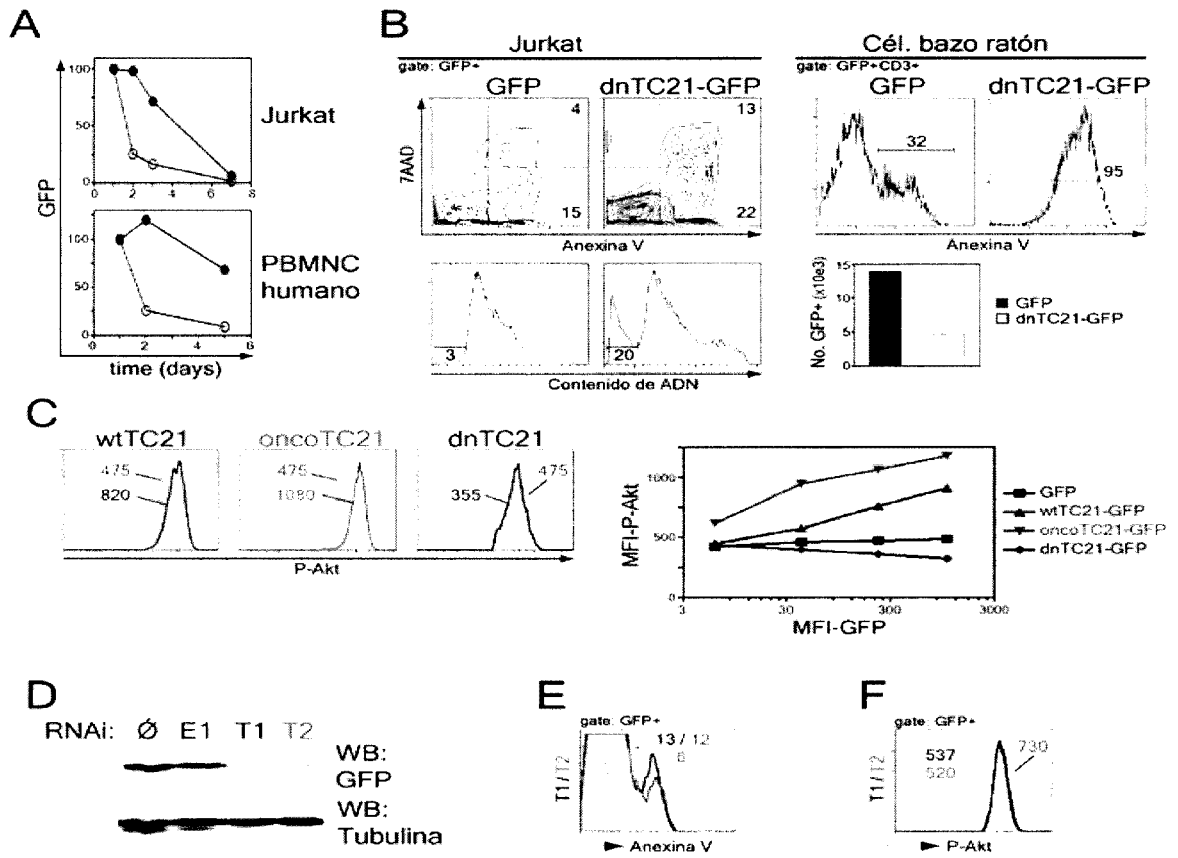 A
100
50
0
0 2 4 6 8
Jurkat
100
50
0
0 2 4 6
PBMNC
humano
GFP
time (days)
B
Jurkat
gate: GFP+
GFP
dnTC21-GFP
4
15
13
22
7AAD
Anexina V
3
20
Contenido de ADN
Cél. bazo ratón
gate: GFP+CD3+
GFP
dnTC21-GFP
32
95
Anexina V
No. GFP+ (x10e3)
15
10
5
0
GFP
dnTC21-GFP
C
wtTC21
oncoTC21
dnTC21
475
820
475
1080
355
475
P-Akt
MFI-P-Akt
1000
500
0
3 30 300 3000
MFI-GFP
GFP
wtTC21-GFP
oncoTC21-GFP
dnTC21-GFP
D
RNAi: Ø E1 T1 T2
WB:
GFP
WB:
Tubulina
E
gate: GFP+
13 / 12
6
T1 / T2
Anexina V
F
gate: GFP+
537
520
730
T1 / T2
P-Akt